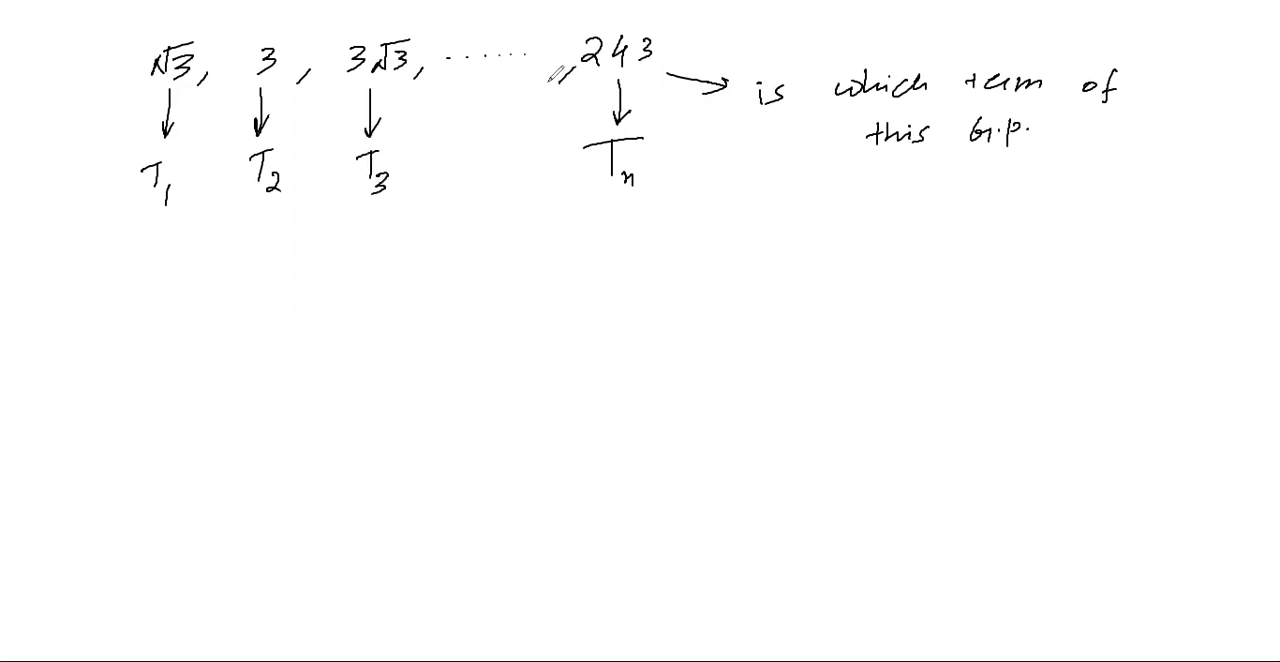 √3, 3, 3√3, ......., 243 → is which term of
this G.P.
T₁ T₂ T₃ Tₙ